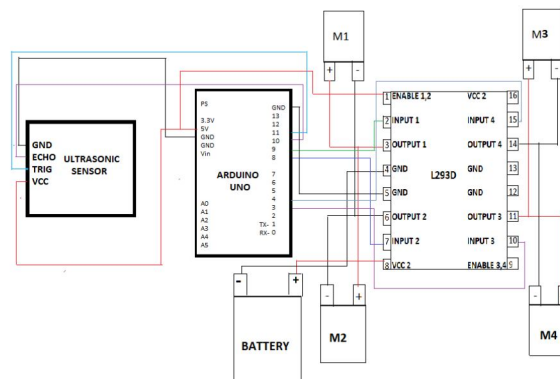 M1
+ -
M3
+ -
PS
3.3V
5V
GND
GND
Vin
A0
A1
A2
A3
A4
A5
ARDUINO
UNO
GND
13
12
11
10
9
8
7
6
5
4
3
2
TX- 1
RX- 0
GND
ECHO
TRIG
VCC
ULTRASONIC
SENSOR
1 ENABLE 1,2
2 INPUT 1
3 OUTPUT 1
4 GND
5 GND
6 OUTPUT 2
7 INPUT 2
8 VCC 2
L293D
VCC 2 16
INPUT 4 15
OUTPUT 4 14
GND 13
GND 12
OUTPUT 3 11
INPUT 3 10
ENABLE 3,4 9
- +
BATTERY
- +
M2
- +
M4